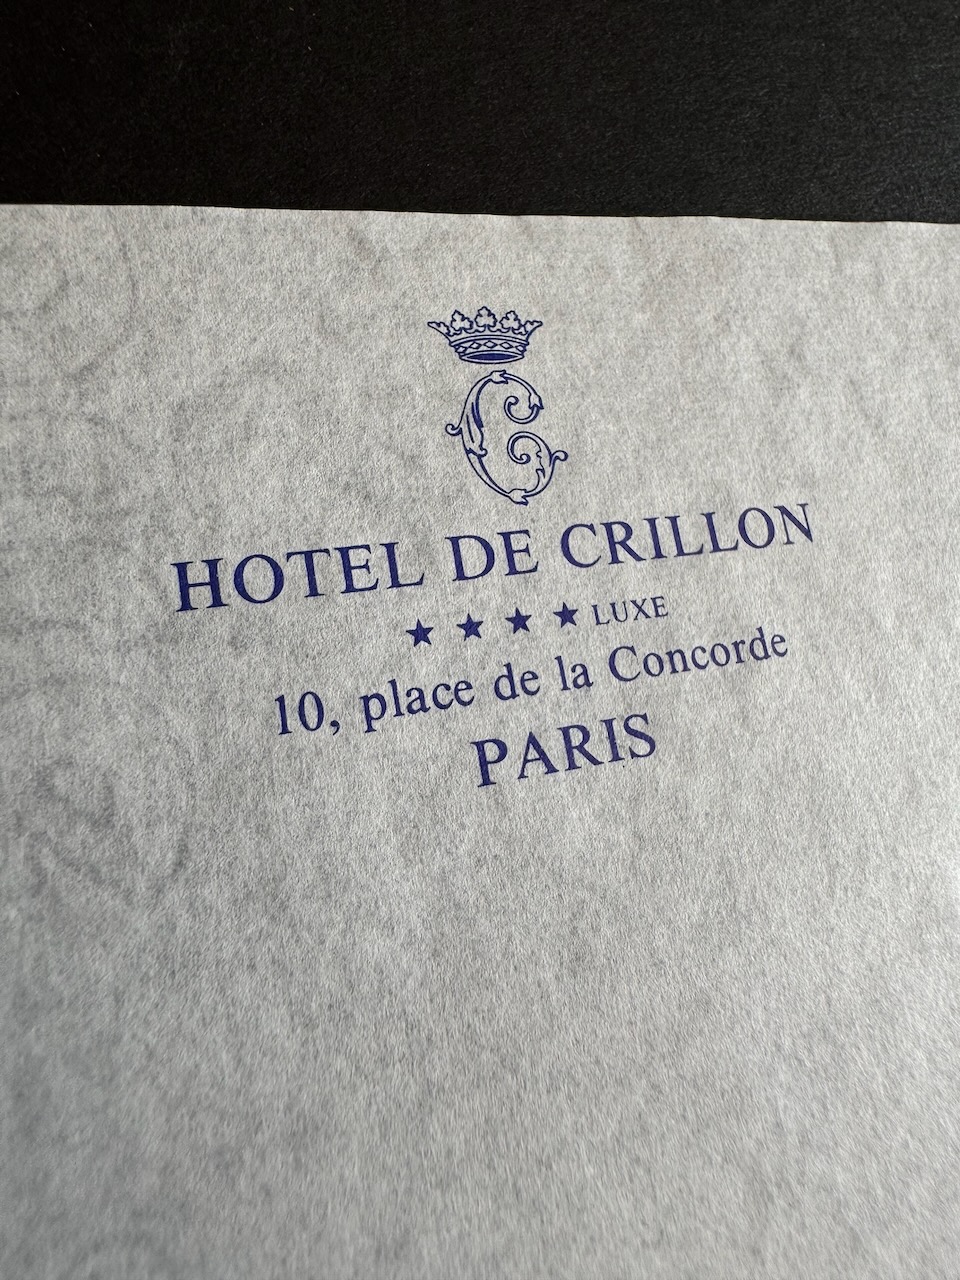 HOTEL DE CRILLON
★ ★ ★ ★ LUXE
10, place de la Concorde
PARIS